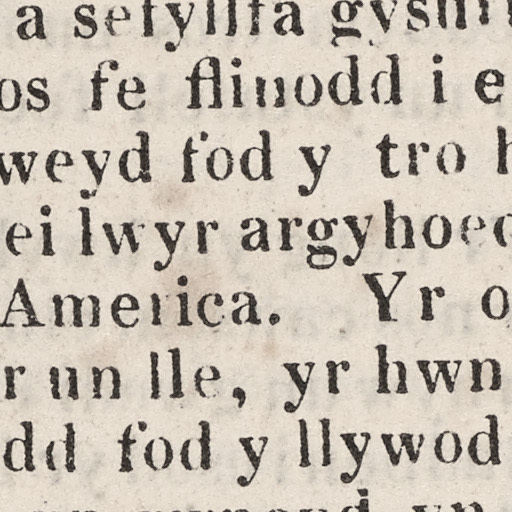 a sefyllfa gysur
os fe flinodd i e
weyd fod y tro h
ei lwyr argyhoed
America. Yr o
r un lle, yr hwn
dd fod y llywod